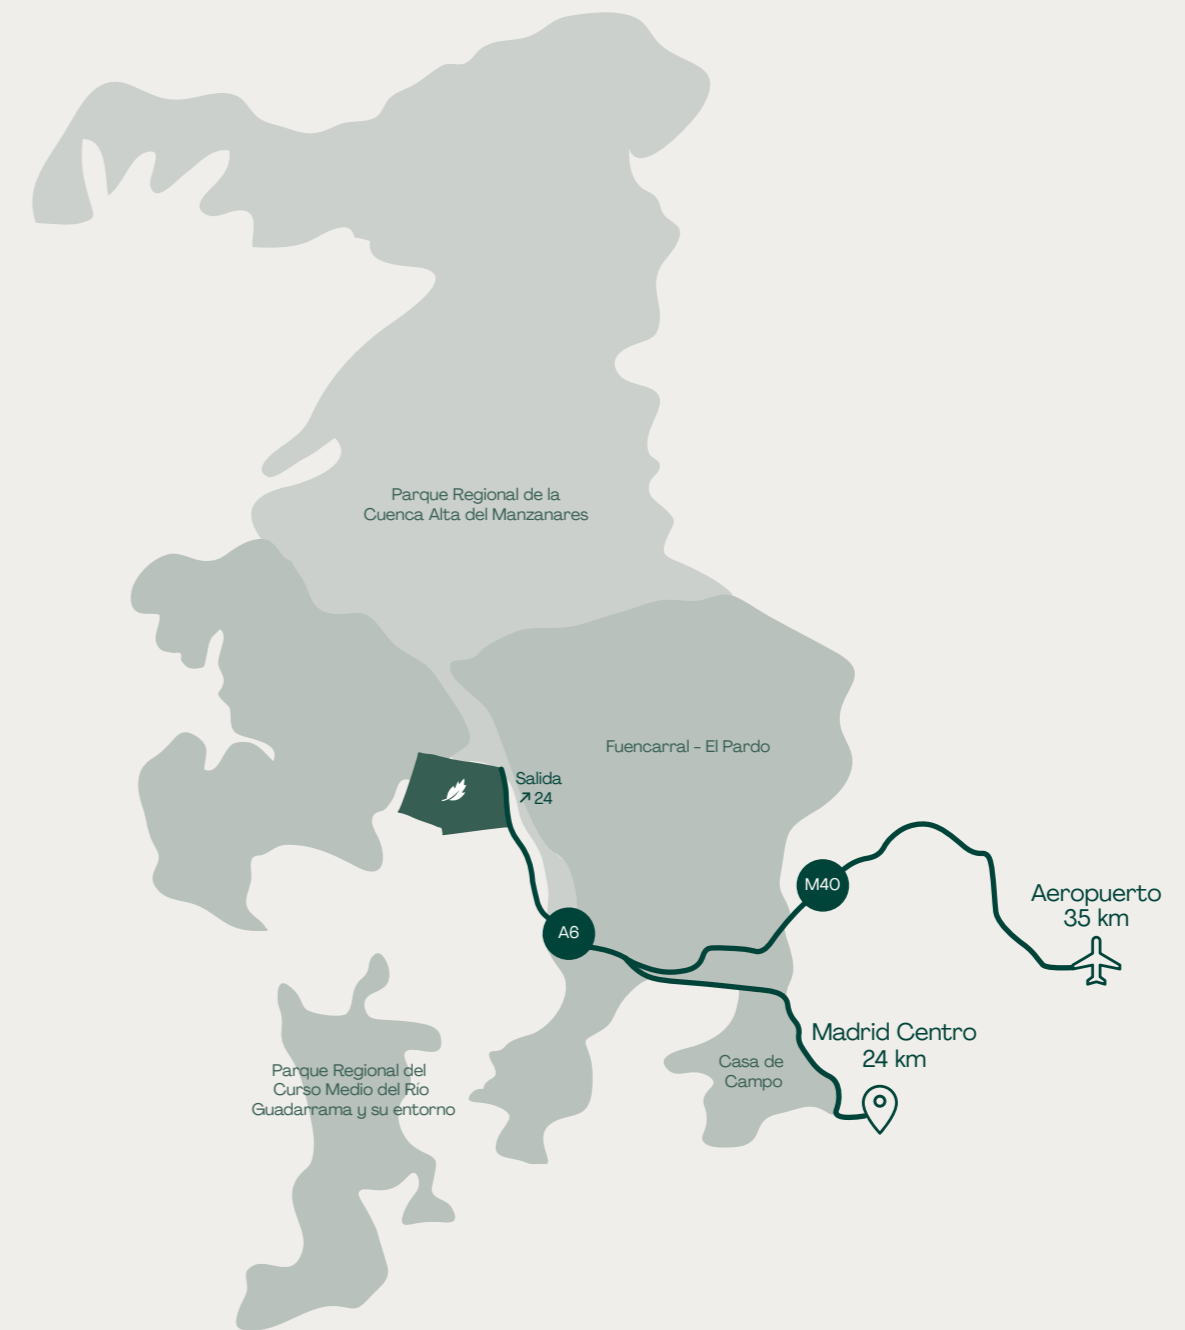 Parque Regional de la
Cuenca Alta del Manzanares
Fuencarral - El Pardo
Salida
↗ 24
M40
Aeropuerto
35 km
A6
Madrid Centro
24 km
Casa de
Campo
Parque Regional del
Curso Medio del Río
Guadarrama y su entorno